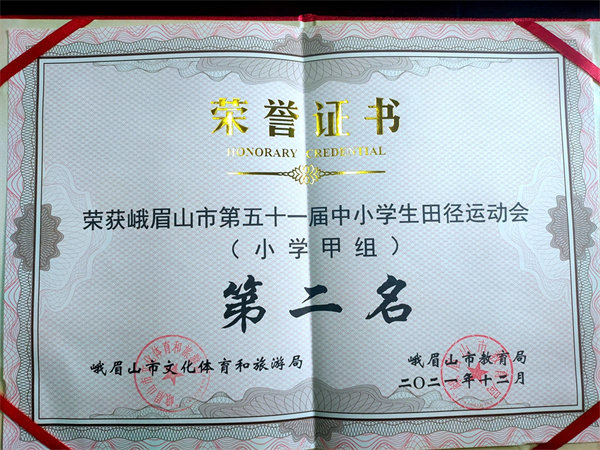 荣誉证书
HONORARY CREDENTIAL
荣获峨眉山市第五十一届中小学生田径运动会
（小学甲组）
第二名
峨眉山市文化体育和旅游局
峨眉山市教育局
二〇二一年十二月